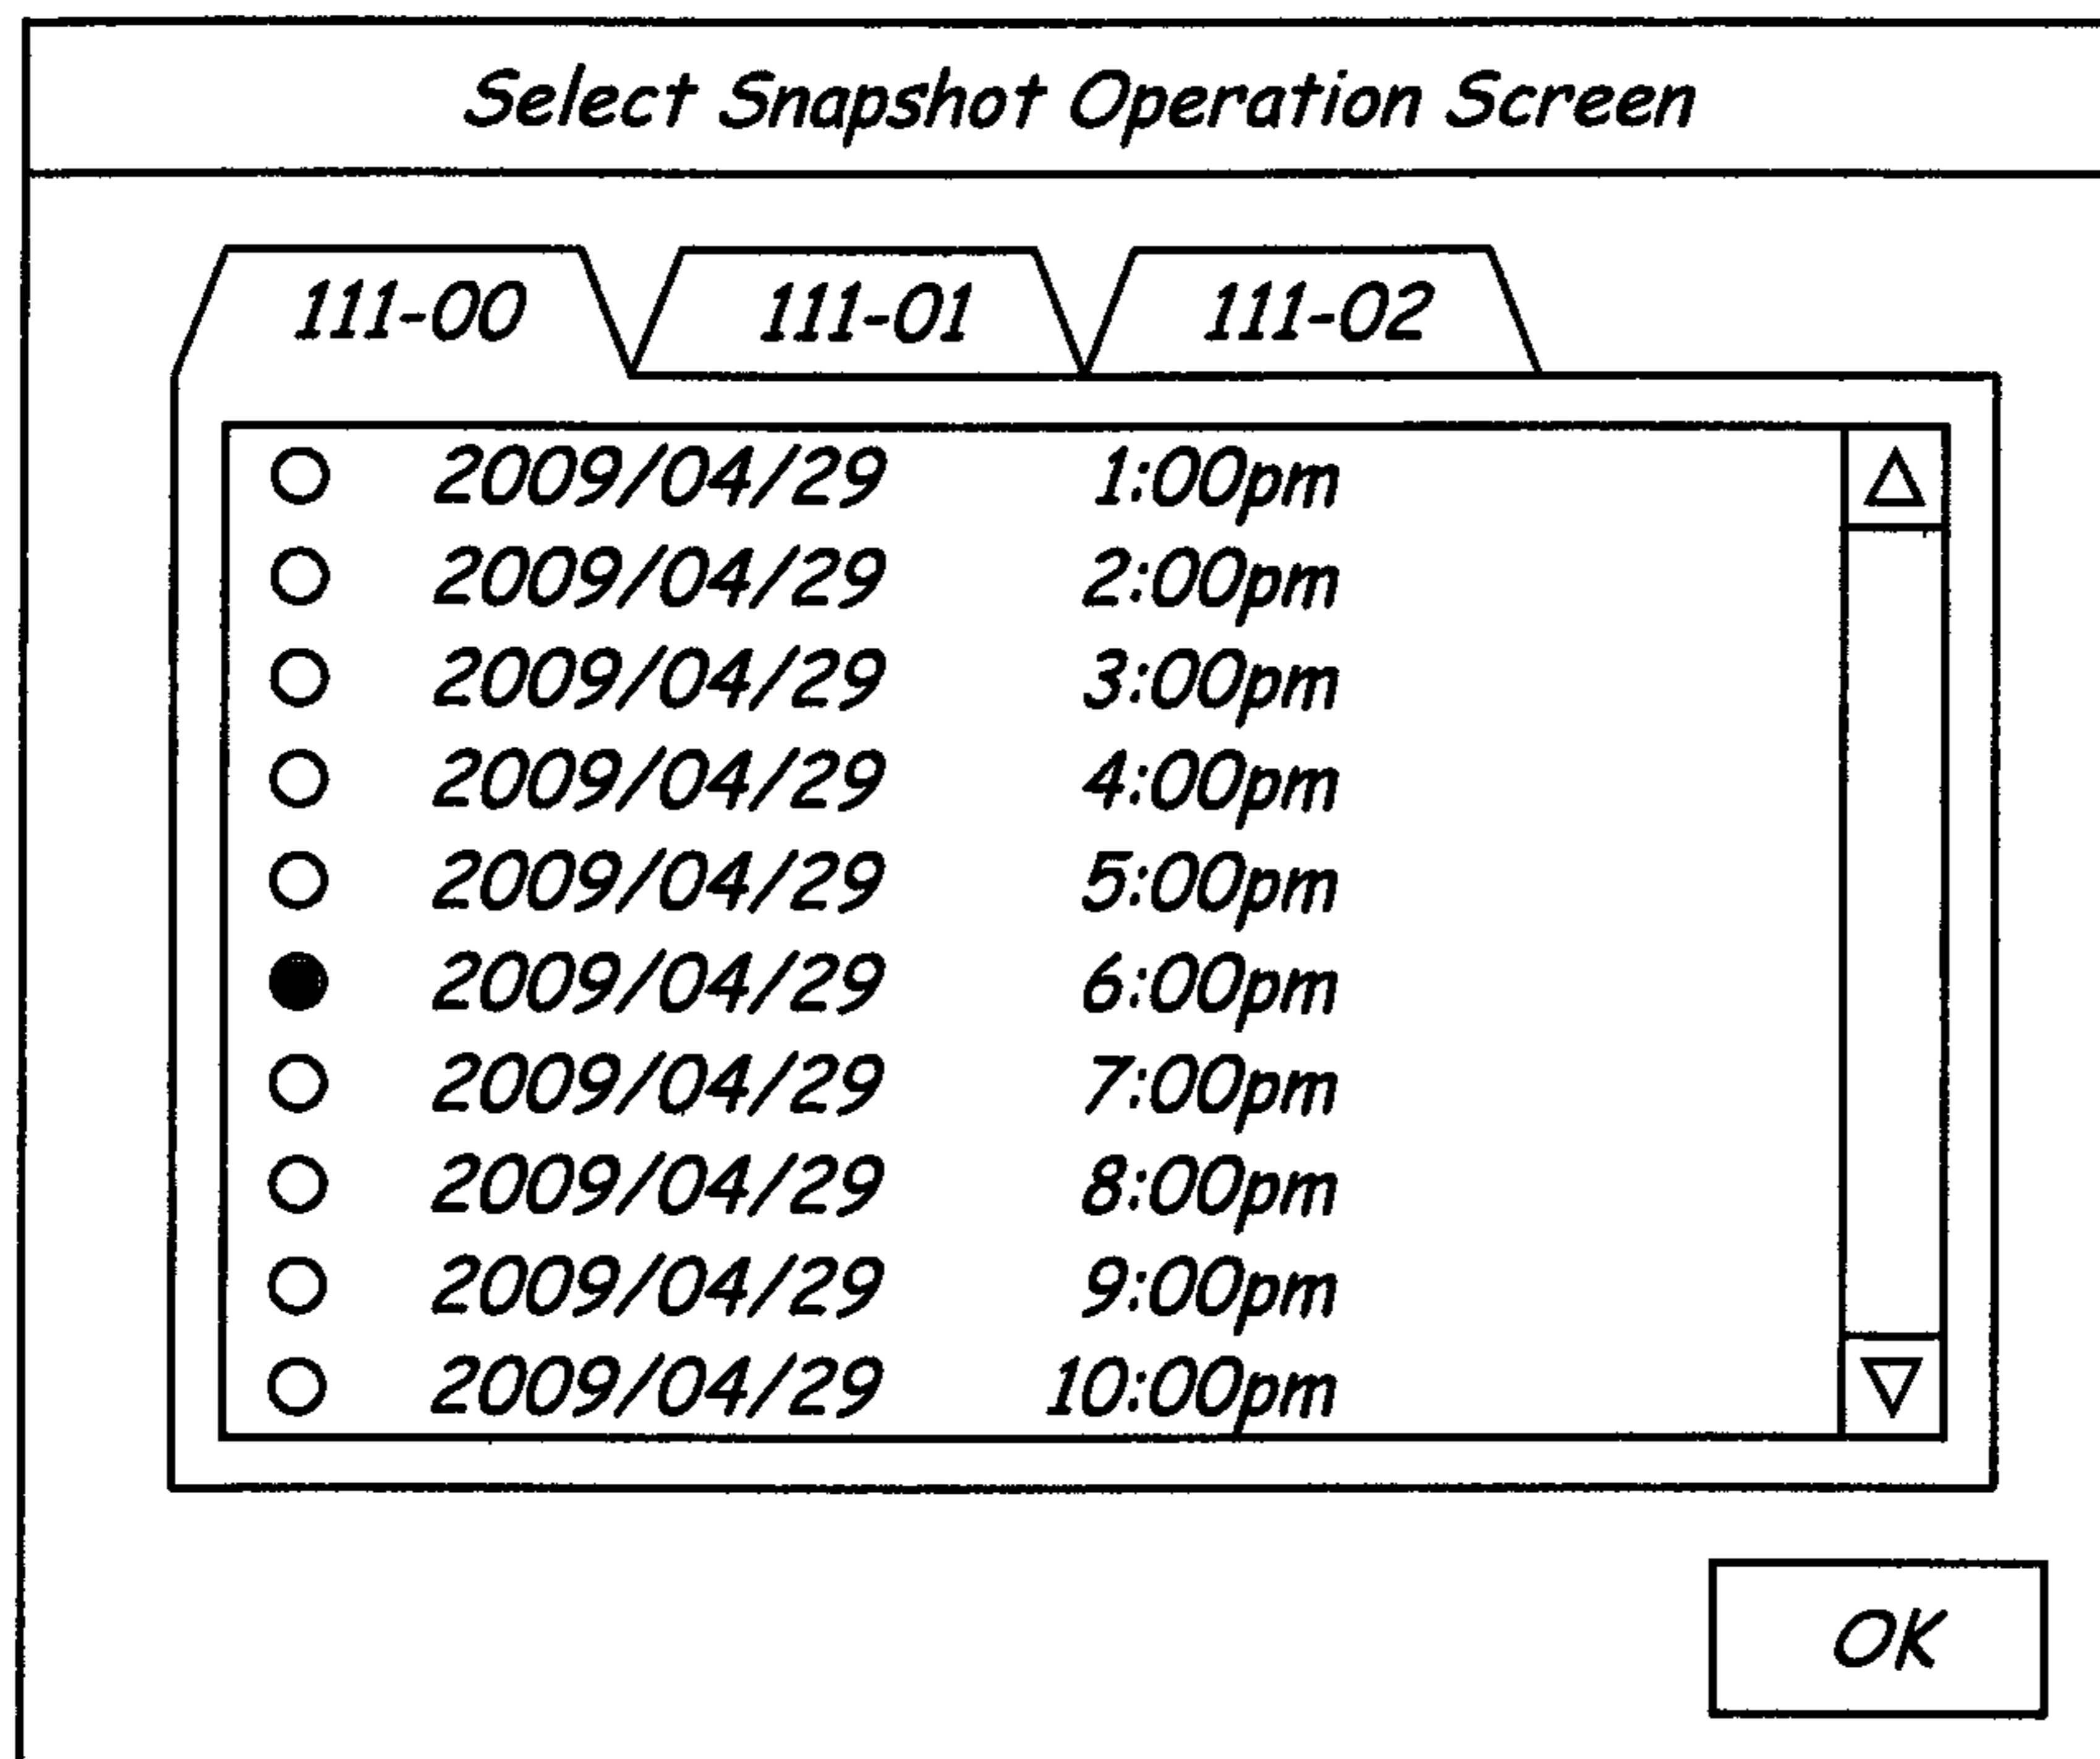 Select Snapshot Operation Screen
111-00 111-01 111-02
2009/04/29 1:00pm
2009/04/29 2:00pm
2009/04/29 3:00pm
2009/04/29 4:00pm
2009/04/29 5:00pm
2009/04/29 6:00pm
2009/04/29 7:00pm
2009/04/29 8:00pm
2009/04/29 9:00pm
2009/04/29 10:00pm
OK